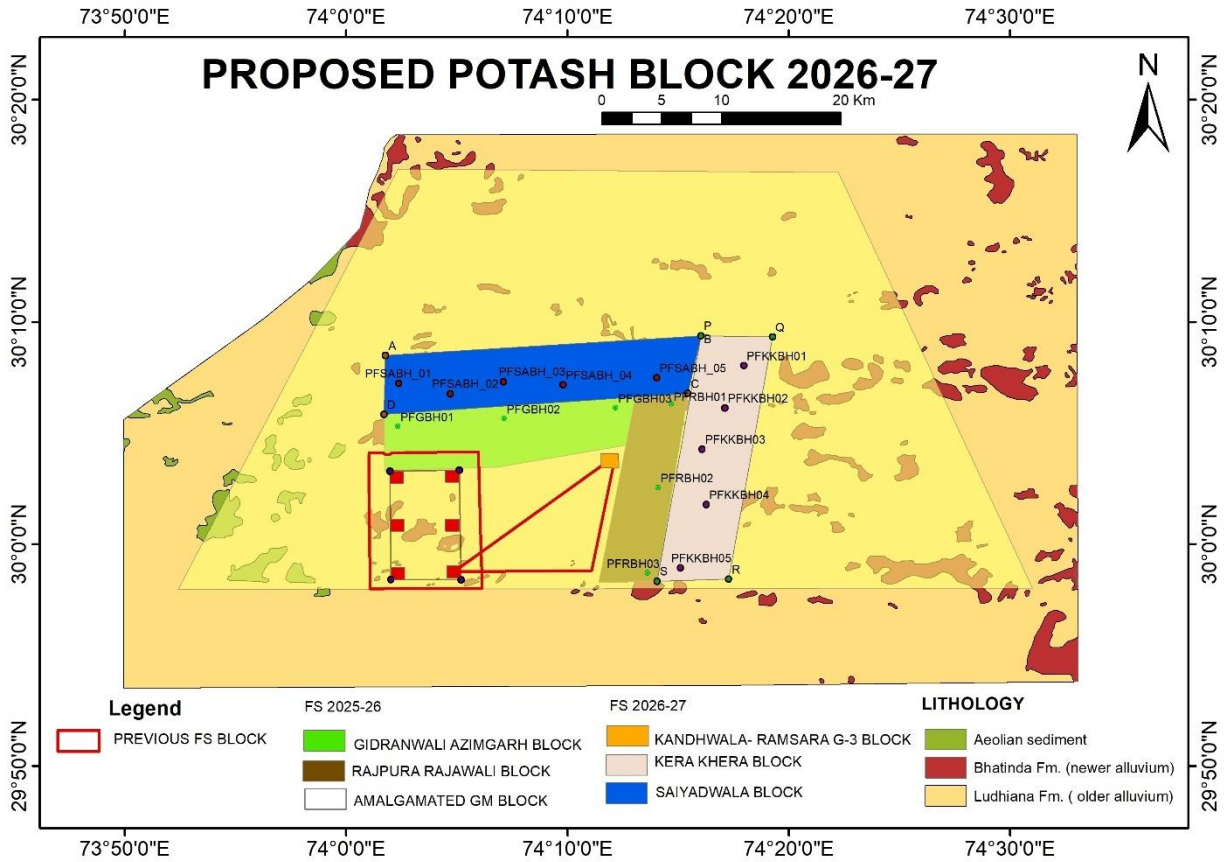 73°50'0"E 74°0'0"E 74°10'0"E 74°20'0"E 74°30'0"E
PROPOSED POTASH BLOCK 2026-27
N
0 5 10 20 Km
30°20'0"N 30°20'0"N
30°10'0"N 30°10'0"N
30°0'0"N 30°0'0"N
29°50'0"N 29°50'0"N
A
P
B
Q
PFSABH_01
PFSABH_02
PFSABH_03
PFSABH_04
PFSABH_05
PFKKBH01
D
C
PFGBH01
PFGBH02
PFGBH03
PFRBH01
PFKKBH02
PFKKBH03
PFRBH02
PFKKBH04
PFRBH03
PFKKBH05
S
R
Legend
PREVIOUS FS BLOCK
FS 2025-26
GIDRANWALI AZIMGARH BLOCK
RAJPURA RAJAWALI BLOCK
AMALGAMATED GM BLOCK
FS 2026-27
KANDHWALA- RAMSARA G-3 BLOCK
KERA KHERA BLOCK
SAIYADWALA BLOCK
LITHOLOGY
Aeolian sediment
Bhatinda Fm. (newer alluvium)
Ludhiana Fm. ( older alluvium)
73°50'0"E 74°0'0"E 74°10'0"E 74°20'0"E 74°30'0"E